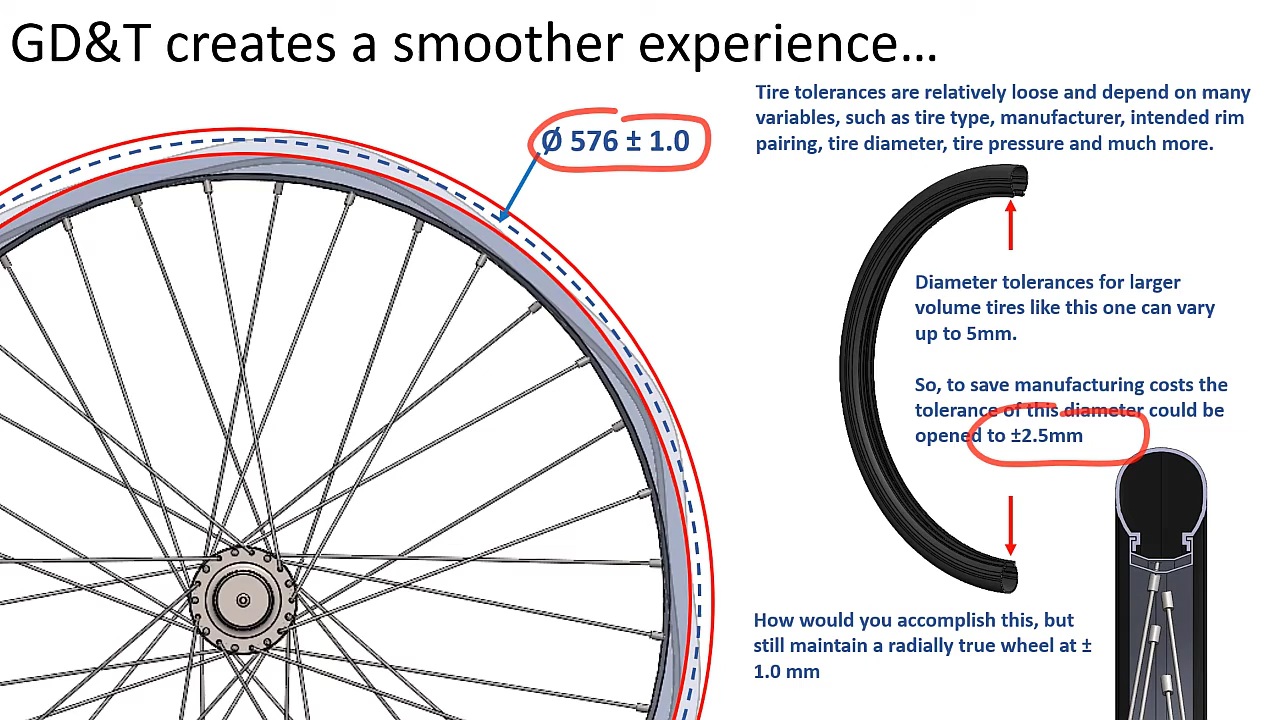 GD&T creates a smoother experience…
Ø 576 ± 1.0
Tire tolerances are relatively loose and depend on many
variables, such as tire type, manufacturer, intended rim
pairing, tire diameter, tire pressure and much more.
Diameter tolerances for larger
volume tires like this one can vary
up to 5mm.
So, to save manufacturing costs the
tolerance of this diameter could be
opened to ±2.5mm
How would you accomplish this, but
still maintain a radially true wheel at ±
1.0 mm